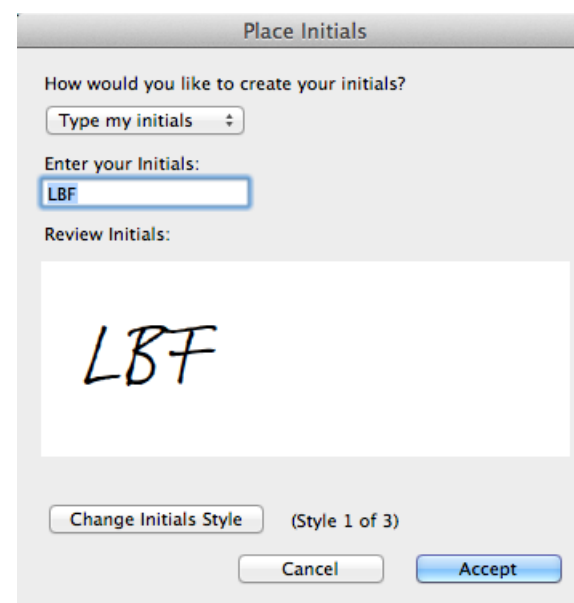 Place Initials
How would you like to create your initials?
Type my initials
Enter your Initials:
LBF
Review Initials:
LBF
Change Initials Style (Style 1 of 3)
Cancel Accept